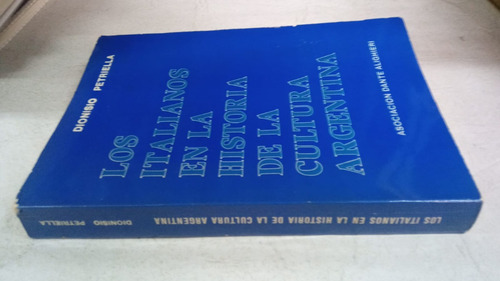 DIONISIO PETRIELLA
LOS
ITALIANOS
EN LA
HISTORIA
DE LA
CULTURA
ARGENTINA
ASOCIACION DANTE ALIGHIERI
DIONISIO PETRIELLA LOS ITALIANOS EN LA HISTORIA DE LA CULTURA ARGENTINA